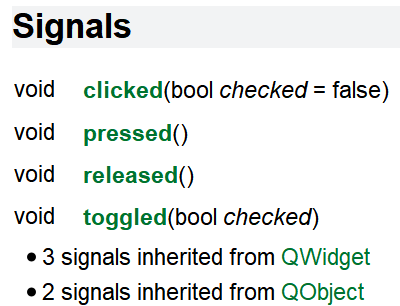 Signals
void clicked(bool checked = false)
void pressed()
void released()
void toggled(bool checked)
• 3 signals inherited from QWidget
• 2 signals inherited from QObject